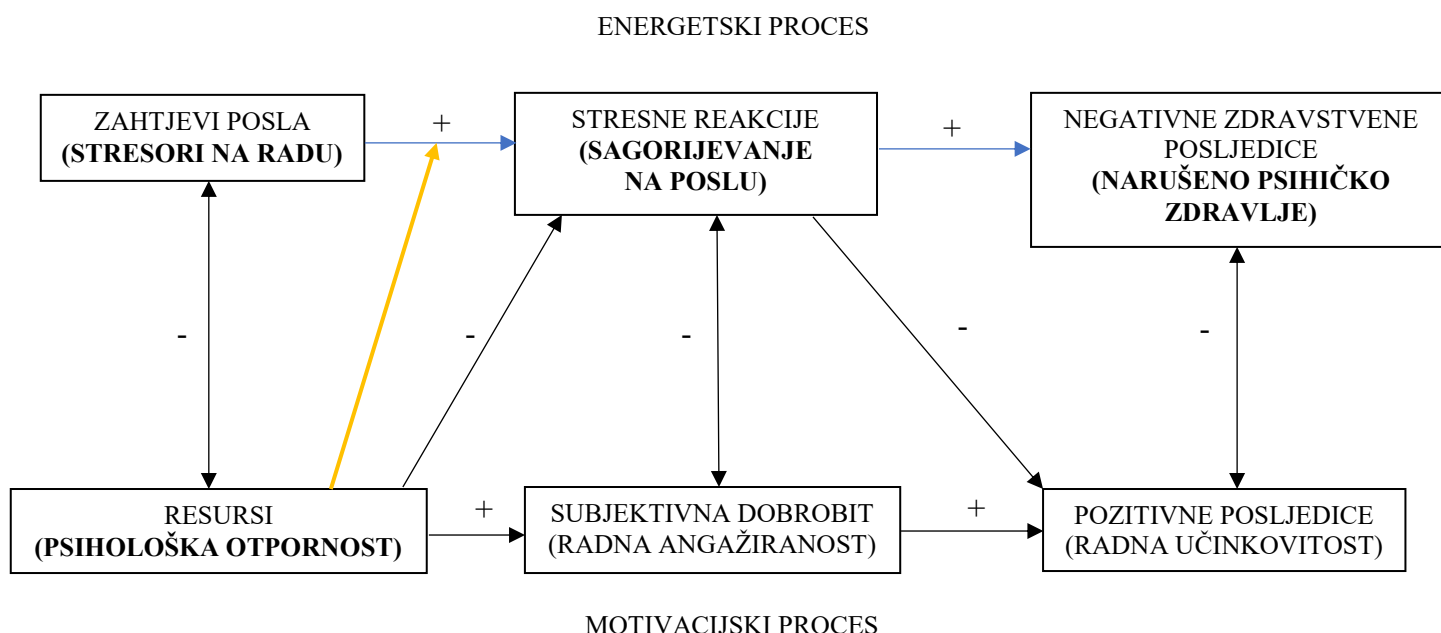 ENERGETSKI PROCES
ZAHTJEVI POSLA
(STRESORI NA RADU)
+
STRESNE REAKCIJE
(SAGORIJEVANJE
NA POSLU)
+
NEGATIVNE ZDRAVSTVENE
POSLJEDICE
(NARUŠENO PSIHIČKO
ZDRAVLJE)
-
-
-
-
-
RESURSI
(PSIHOLOŠKA OTPORNOST)
+
SUBJEKTIVNA DOBROBIT
(RADNA ANGAŽIRANOST)
+
POZITIVNE POSLJEDICE
(RADNA UČINKOVITOST)
MOTIVACIJSKI PROCES